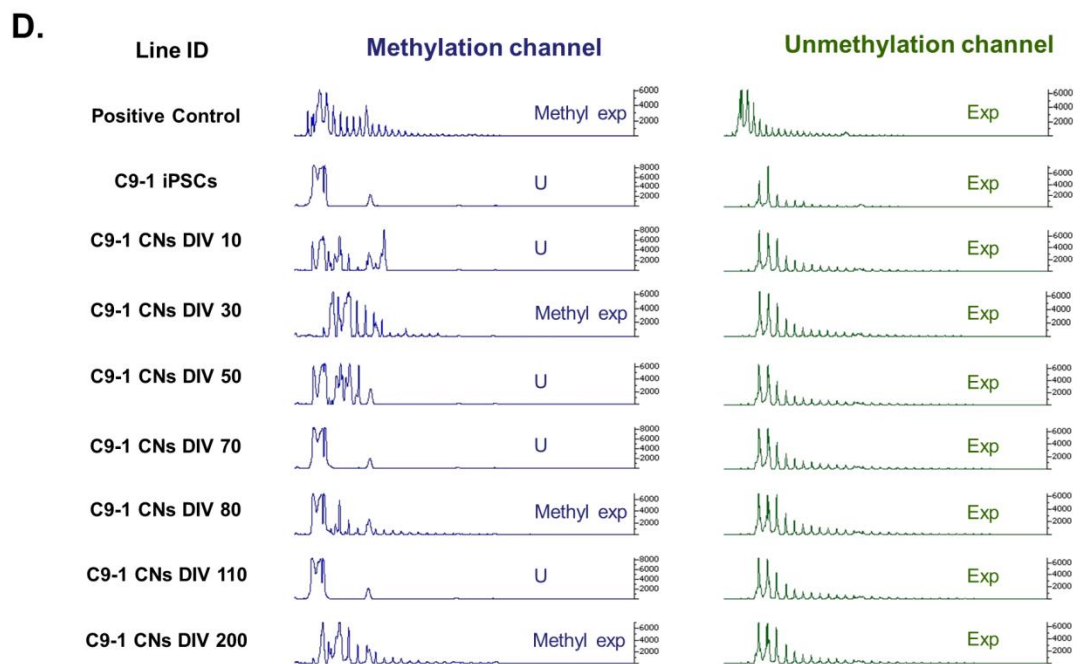 D.
Line ID
Methylation channel
Unmethylation channel
Positive Control
Methyl exp
6000
4000
2000
Exp
6000
4000
2000
C9-1 iPSCs
U
8000
6000
4000
2000
Exp
6000
4000
2000
C9-1 CNs DIV 10
U
8000
6000
4000
2000
Exp
6000
4000
2000
C9-1 CNs DIV 30
Methyl exp
6000
4000
2000
Exp
6000
4000
2000
C9-1 CNs DIV 50
U
6000
4000
2000
Exp
6000
4000
2000
C9-1 CNs DIV 70
U
8000
6000
4000
2000
Exp
6000
4000
2000
C9-1 CNs DIV 80
Methyl exp
6000
4000
2000
Exp
6000
4000
2000
C9-1 CNs DIV 110
U
8000
6000
4000
2000
Exp
6000
4000
2000
C9-1 CNs DIV 200
Methyl exp
6000
4000
2000
Exp
6000
4000
2000